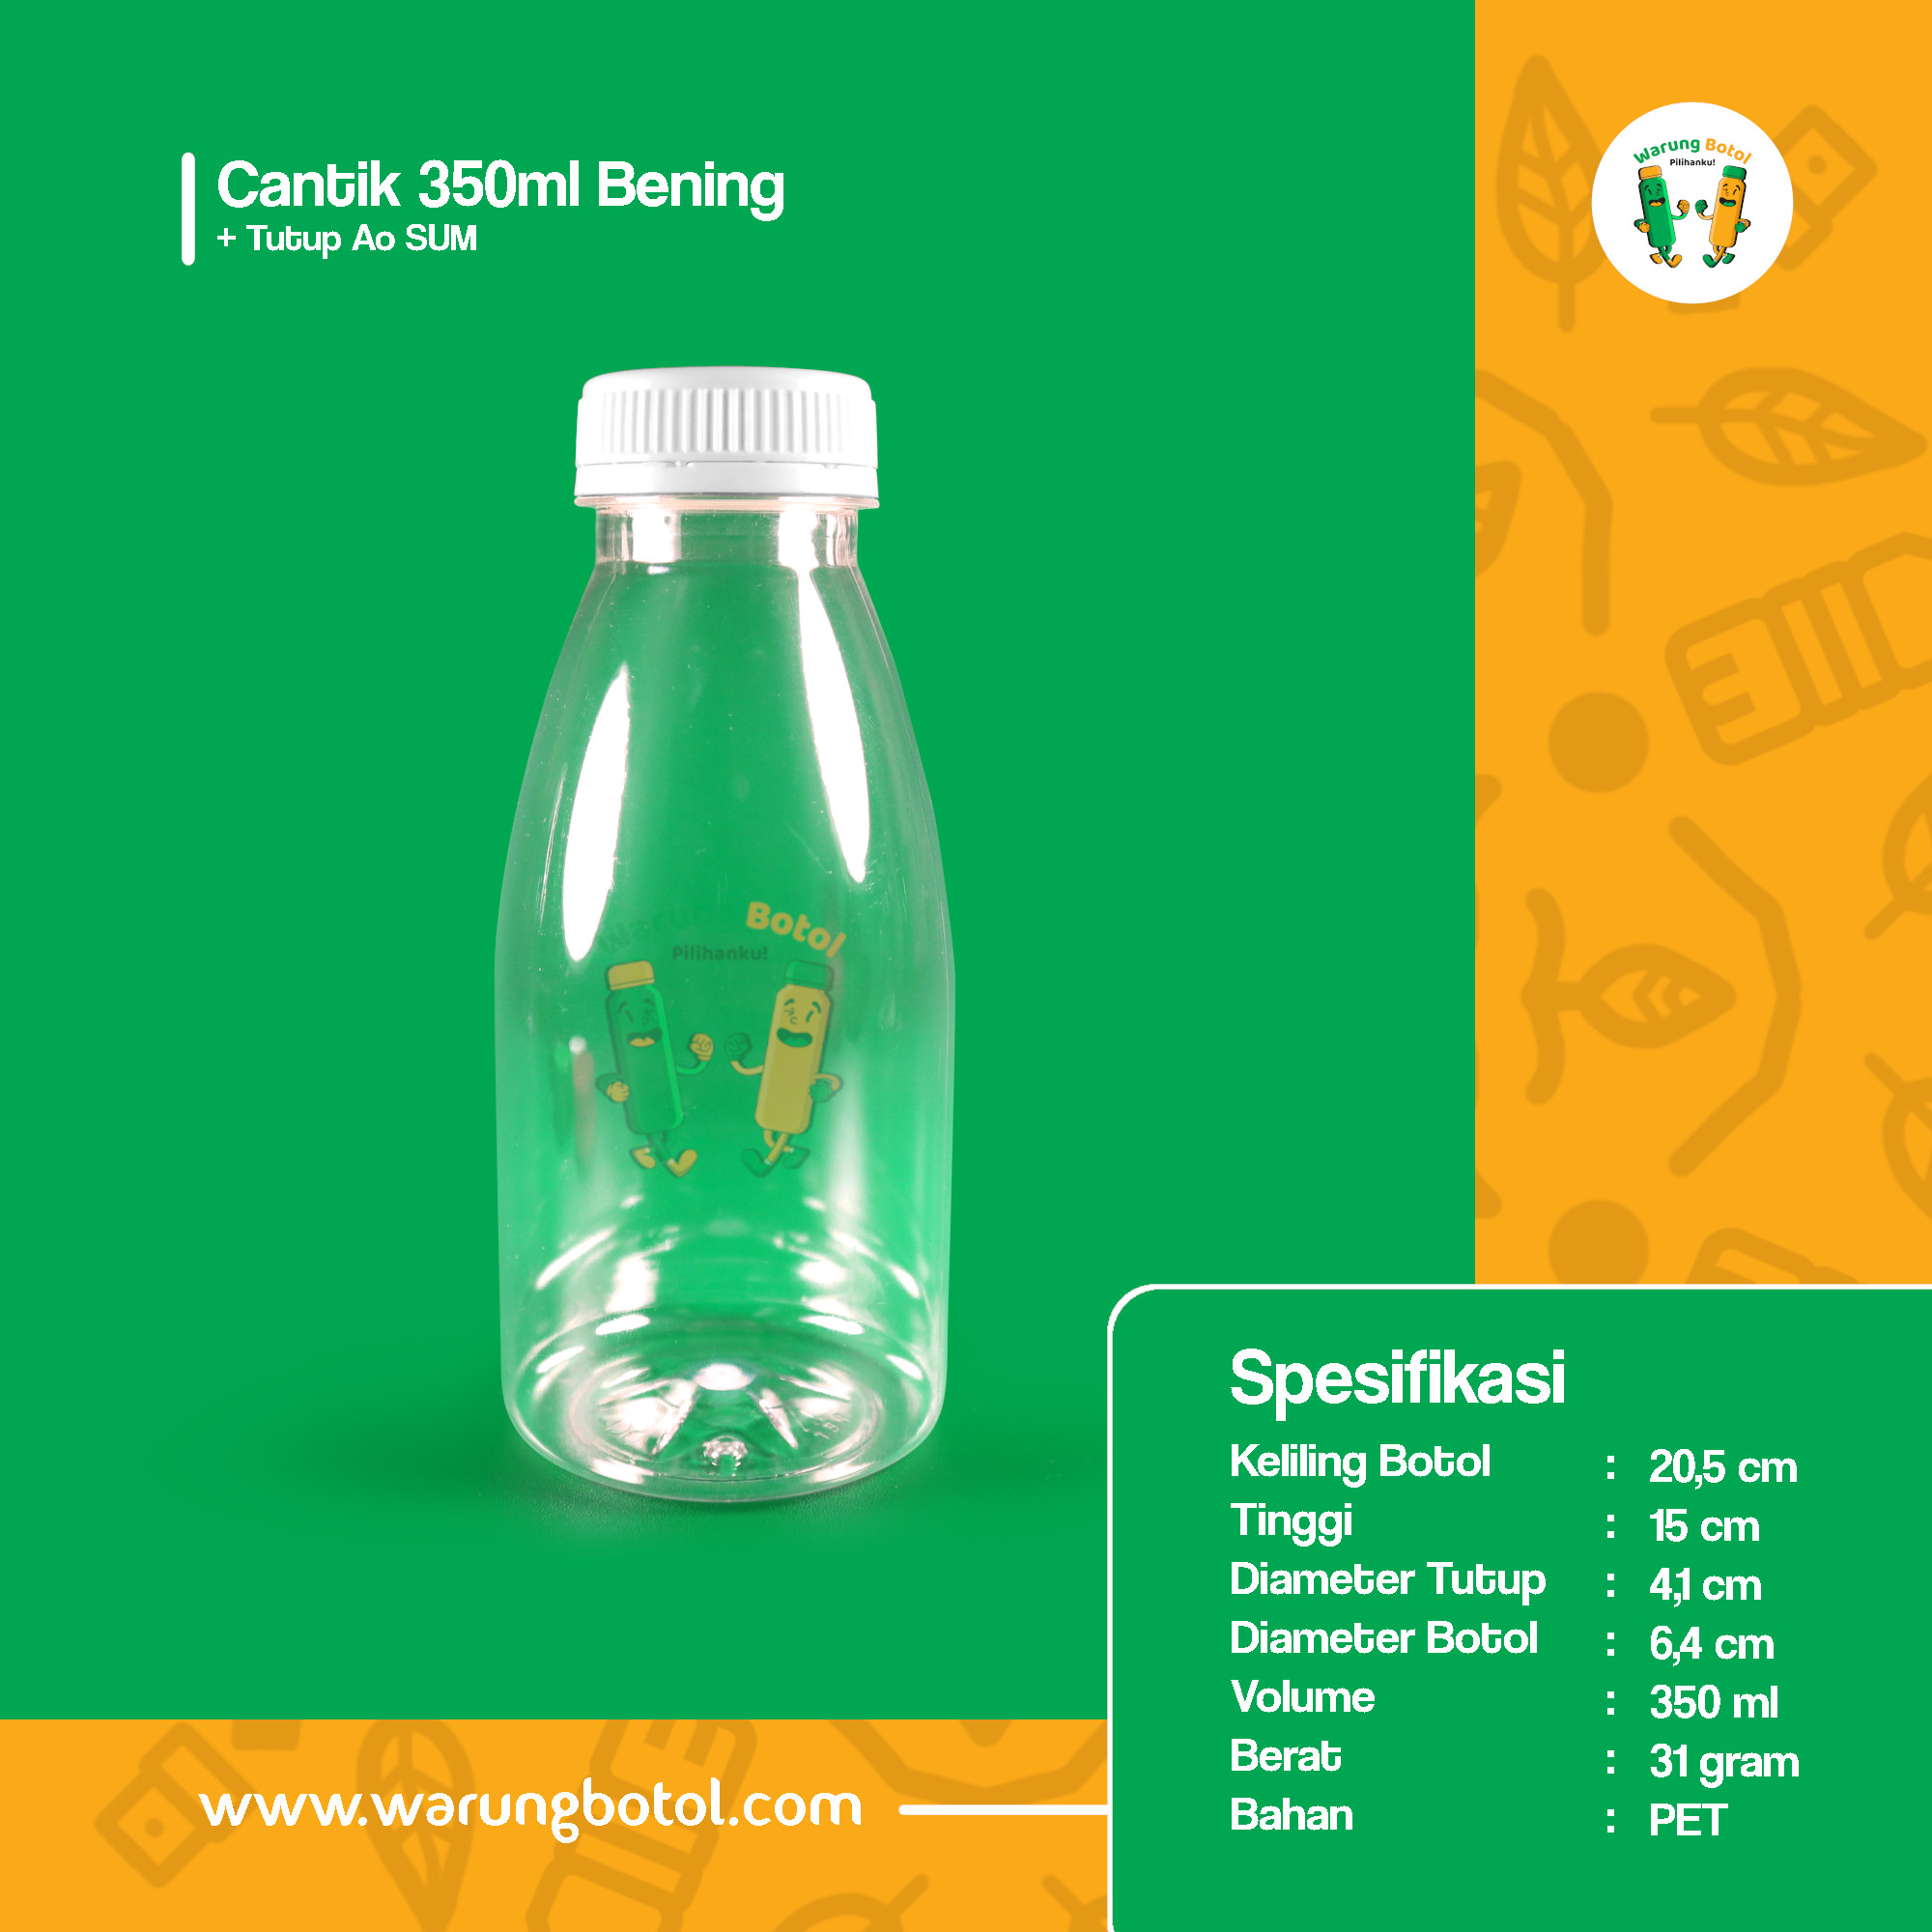 Cantik 350ml Bening
+ Tutup Ao SUM
Warung Botol
Pilihanku!
Warung Botol
Pilihanku!
Spesifikasi
Keliling Botol : 20,5 cm
Tinggi : 15 cm
Diameter Tutup : 4,1 cm
Diameter Botol : 6,4 cm
Volume : 350 ml
Berat : 31 gram
Bahan : PET
www.warungbotol.com